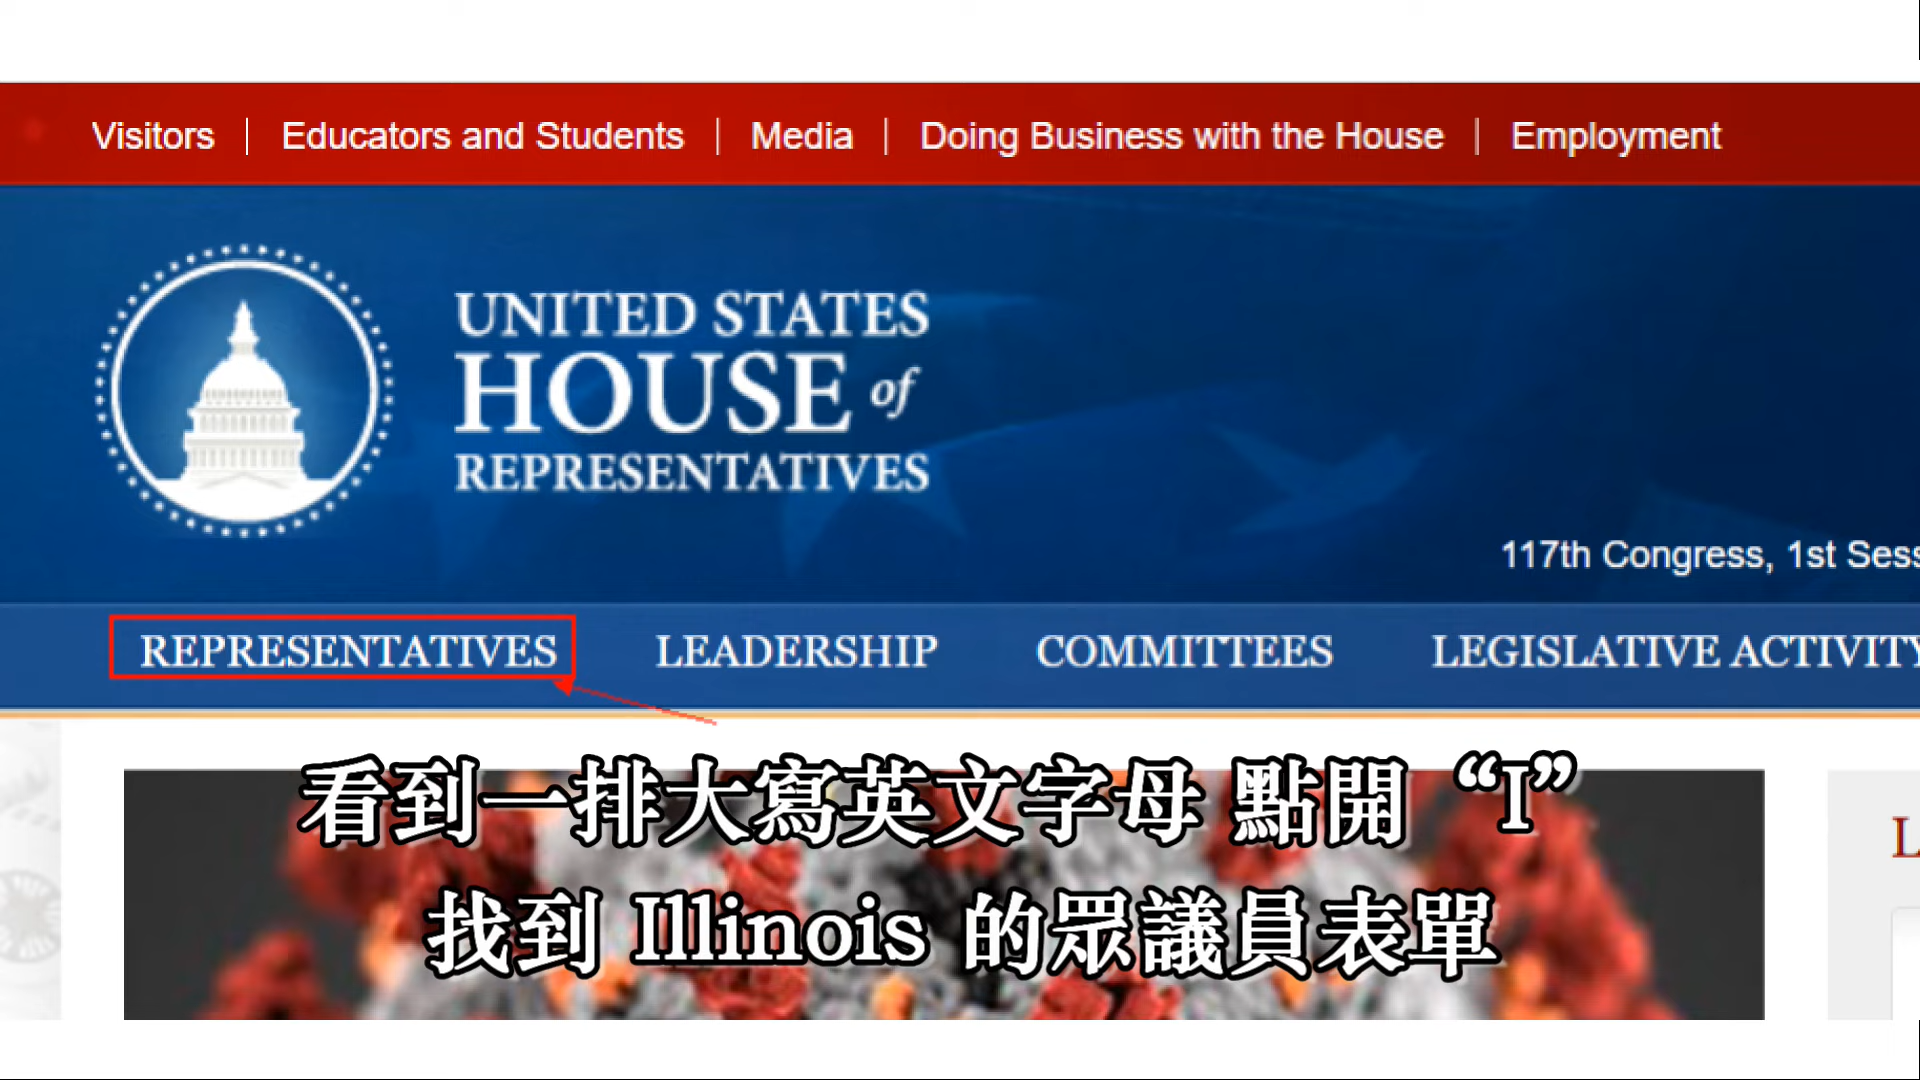 Visitors | Educators and Students | Media | Doing Business with the House | Employment
UNITED STATES
HOUSE of
REPRESENTATIVES
117th Congress, 1st Sess
REPRESENTATIVES LEADERSHIP COMMITTEES LEGISLATIVE ACTIVITY
看到一排大寫英文字母 點開“I”
找到 Illinois 的眾議員表單
L